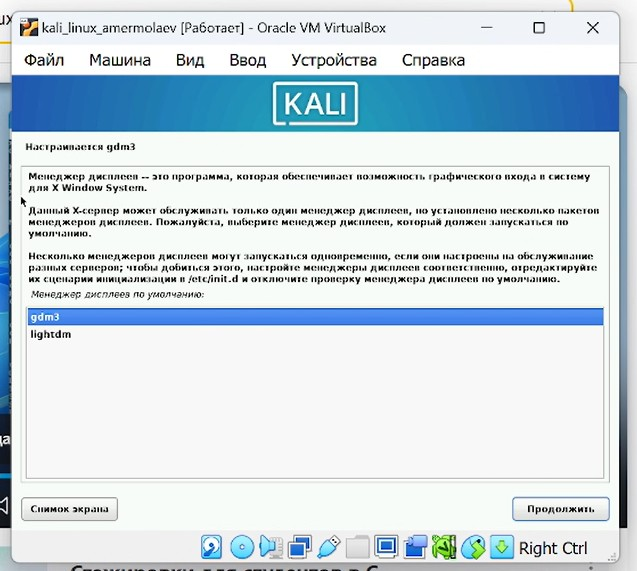 kali_linux_amermolaev [Работает] - Oracle VM VirtualBox
Файл Машина Вид Ввод Устройства Справка
KALI
Настраивается gdm3
Менеджер дисплеев -- это программа, которая обеспечивает возможность графического входа в систему
для X Window System.
Данный X-сервер может обслуживать только один менеджер дисплеев, но установлено несколько пакетов
менеджеров дисплеев. Пожалуйста, выберите менеджер дисплеев, который должен запускаться по
умолчанию.
Несколько менеджеров дисплеев могут запускаться одновременно, если они настроены на обслуживание
разных серверов; чтобы добиться этого, настройте менеджеры дисплеев соответственно, отредактируйте
их сценарии инициализации в /etc/init.d и отключите проверку менеджера дисплеев по умолчанию.
Менеджер дисплеев по умолчанию:
gdm3
lightdm
Снимок экрана Продолжить
Right Ctrl